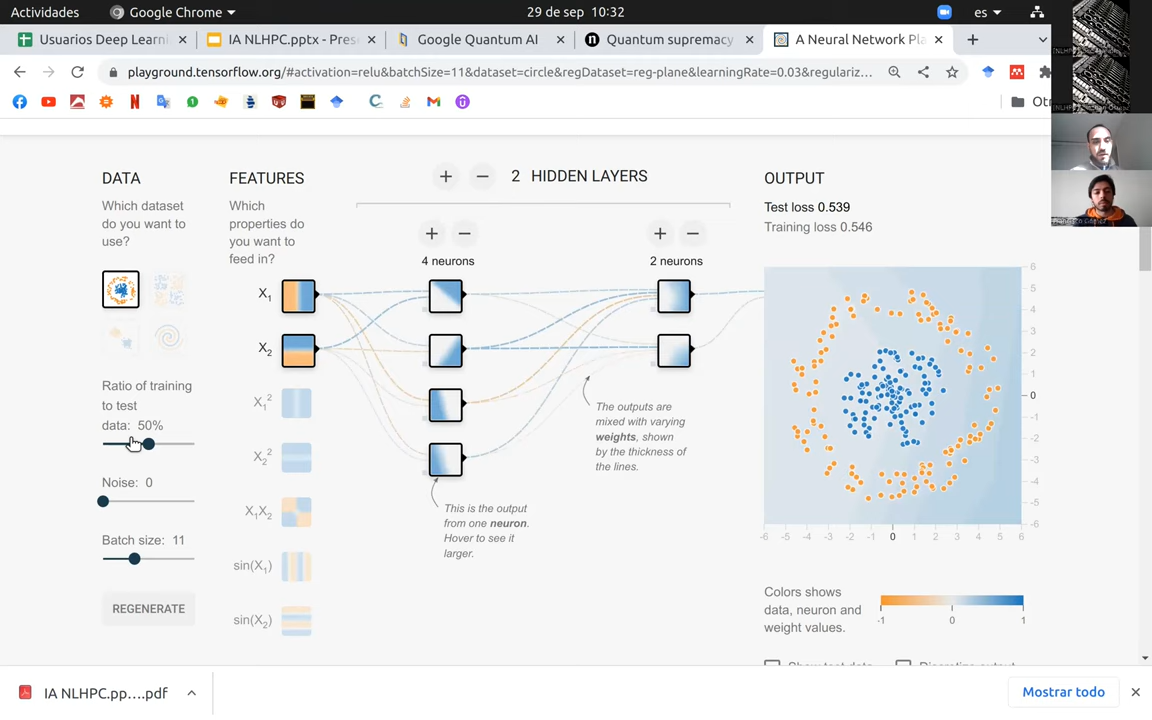 Actividades
Google Chrome
29 de sep 10:32
es
Usuarios Deep Learni
IA NLHPC.pptx - Pres
Google Quantum AI
Quantum supremacy
A Neural Network Pla
playground.tensorflow.org/#activation=relu&batchSize=11&dataset=circle&regDataset=reg-plane&learningRate=0.03&regulariz...
Otr
DATA
Which dataset
do you want to
use?
Ratio of training
to test
data: 50%
Noise: 0
Batch size: 11
REGENERATE
FEATURES
Which
properties do
you want to
feed in?
X1
X2
X1²
X2²
X1X2
sin(X1)
sin(X2)
+ − 2 HIDDEN LAYERS
+ −
4 neurons
+ −
2 neurons
This is the output
from one neuron.
Hover to see it
larger.
The outputs are
mixed with varying
weights, shown
by the thickness of
the lines.
OUTPUT
Test loss 0.539
Training loss 0.546
6
5
4
3
2
1
0
-1
-2
-3
-4
-5
-6
-6 -5 -4 -3 -2 -1 0 1 2 3 4 5 6
Colors shows
data, neuron and
weight values.
-1 0 1
Show test data
Discretize output
IA NLHPC.pp....pdf
Mostrar todo